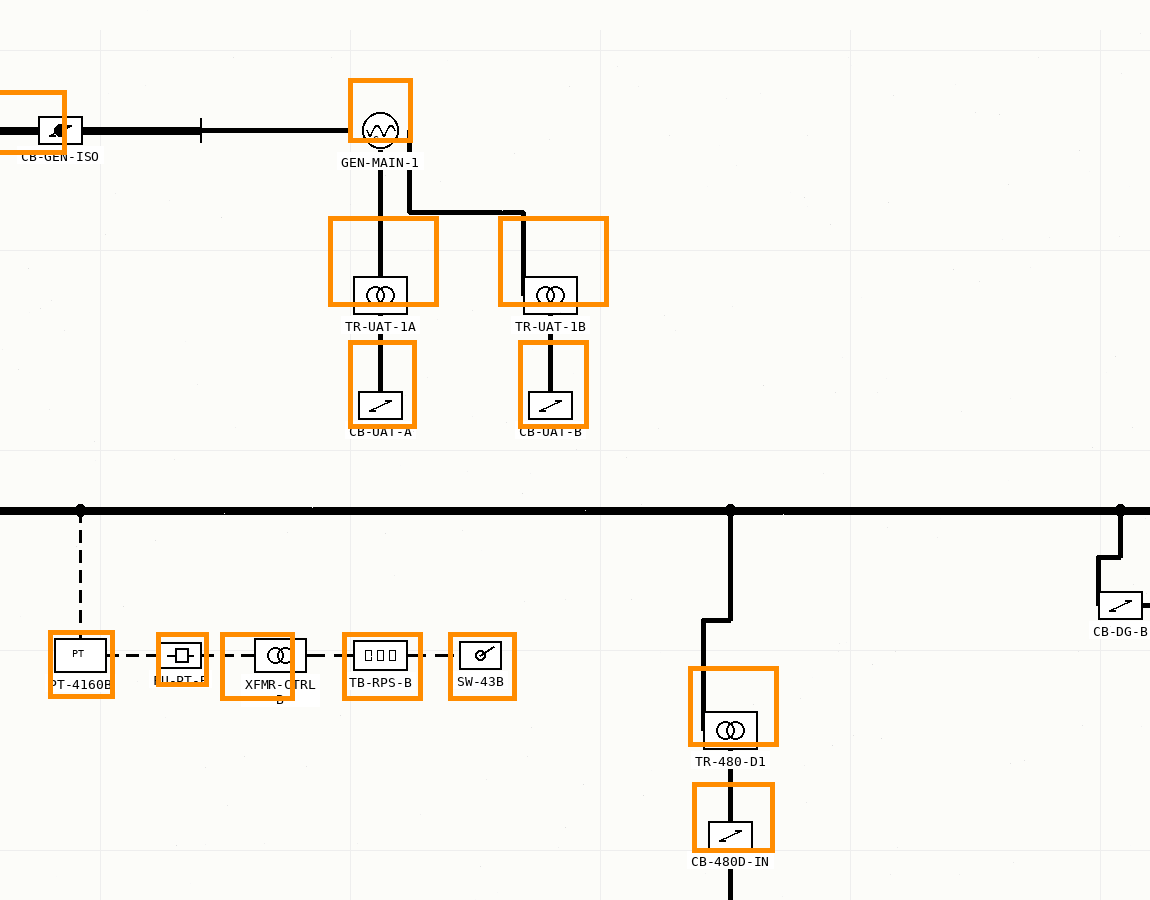 CB-GEN-ISO
GEN-MAIN-1
TR-UAT-1A
TR-UAT-1B
CB-UAT-A
CB-UAT-B
CB-DG-B
PT
PT-4160B
XFMR-CTRL
TB-RPS-B
SW-43B
TR-480-D1
CB-480D-IN